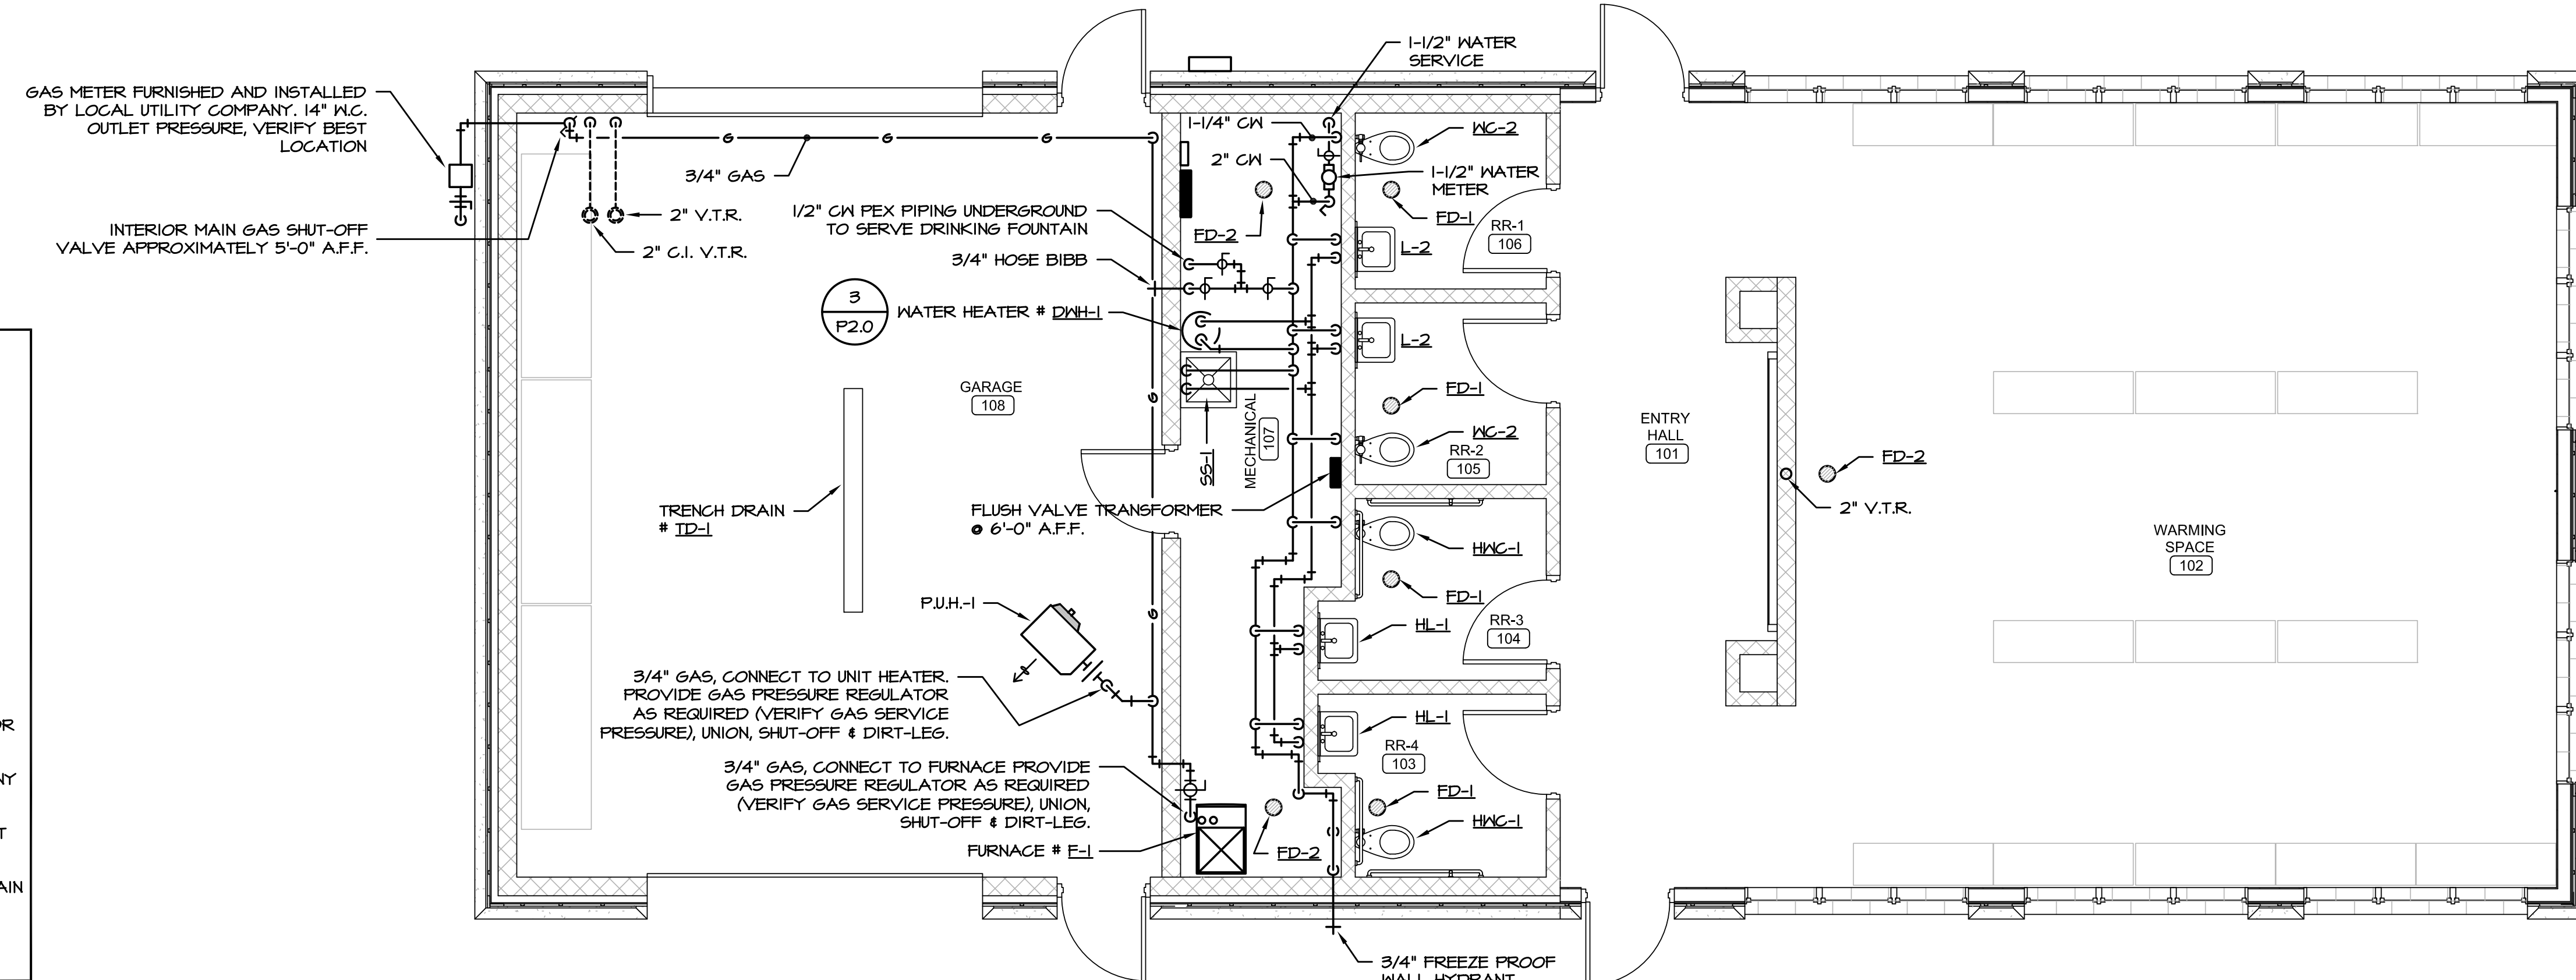 GAS METER FURNISHED AND INSTALLED
BY LOCAL UTILITY COMPANY. 14" W.C.
OUTLET PRESSURE, VERIFY BEST
LOCATION
INTERIOR MAIN GAS SHUT-OFF
VALVE APPROXIMATELY 5'-0" A.F.F.
G
G
G
3/4" GAS
2" V.T.R.
2" C.I. V.T.R.
1-1/2" WATER
SERVICE
1-1/4" CW
2" CW
1-1/2" WATER
METER
WC-2
FD-1
RR-1
106
L-2
FD-2
1/2" CW PEX PIPING UNDERGROUND
TO SERVE DRINKING FOUNTAIN
3/4" HOSE BIBB
3
P2.0
WATER HEATER # DWH-1
GARAGE
108
L-2
FD-1
WC-2
RR-2
105
G
SS-1
MECHANICAL
107
TRENCH DRAIN
# TD-1
FLUSH VALVE TRANSFORMER
@ 6'-0" A.F.F.
ENTRY
HALL
101
FD-2
2" V.T.R.
WARMING
SPACE
102
HWC-1
FD-1
HL-1
RR-3
104
P.U.H.-1
G
3/4" GAS, CONNECT TO UNIT HEATER.
PROVIDE GAS PRESSURE REGULATOR
AS REQUIRED (VERIFY GAS SERVICE
PRESSURE), UNION, SHUT-OFF & DIRT-LEG.
HL-1
RR-4
103
FD-1
HWC-1
3/4" GAS, CONNECT TO FURNACE PROVIDE
GAS PRESSURE REGULATOR AS REQUIRED
(VERIFY GAS SERVICE PRESSURE), UNION,
SHUT-OFF & DIRT-LEG.
FURNACE # F-1
FD-2
3/4" FREEZE PROOF
WALL HYDRANT